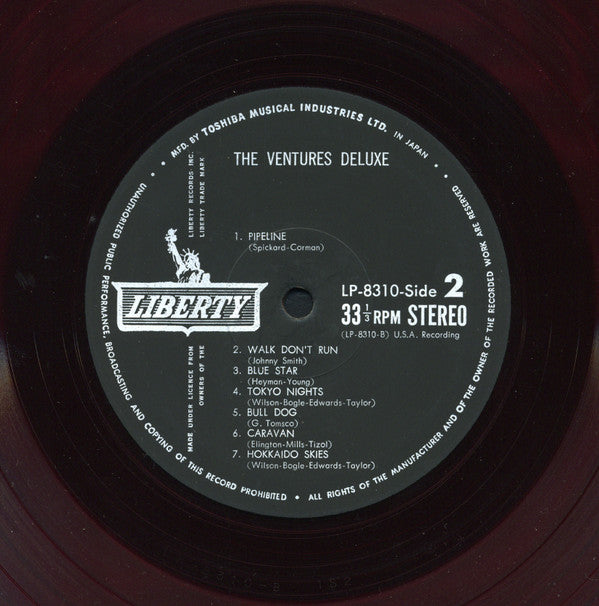 • MFD. BY TOSHIBA MUSICAL INDUSTRIES LTD. IN JAPAN •
THE VENTURES DELUXE
LIBERTY RECORDS INC.
LIBERTY TRADE MARK
1. PIPELINE
(Spickard-Corman)
LIBERTY
LP-8310-Side 2
33 1/3 RPM STEREO
(LP-8310-B) U.S.A. Recording
2. WALK DON'T RUN
(Johnny Smith)
3. BLUE STAR
(Heyman-Young)
4. TOKYO NIGHTS
(Wilson-Bogle-Edwards-Taylor)
5. BULL DOG
(G. Tomsco)
6. CARAVAN
(Elington-Mills-Tizol)
7. HOKKAIDO SKIES
(Wilson-Bogle-Edwards-Taylor)
MADE UNDER LICENCE FROM
OWNERS OF THE
UNAUTHORIZED PUBLIC PERFORMANCE, BROADCASTING AND COPYING OF THIS RECORD PROHIBITED • ALL RIGHTS OF THE MANUFACTURER AND OF THE OWNER OF THE RECORDED WORK ARE RESERVED